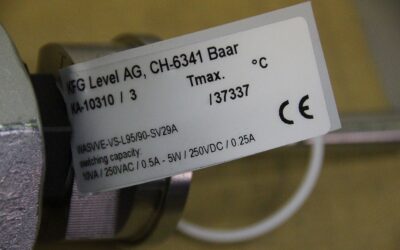 KFG Level AG, CH-6341 Baar
KA-10310 / 3 Tmax. °C
/37337
WASVVE-VS-L95/90-SV29A
switching capacity:
10VA / 250VAC / 0.5A - 5W / 250VDC / 0.25A
CE